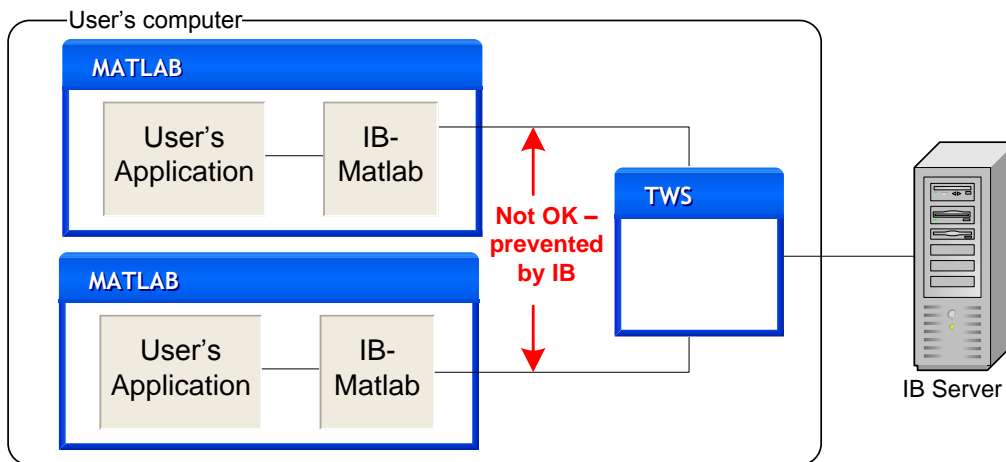 User's computer
MATLAB
User's
Application
IB-
Matlab
Not OK –
prevented
by IB
TWS
MATLAB
User's
Application
IB-
Matlab
IB Server